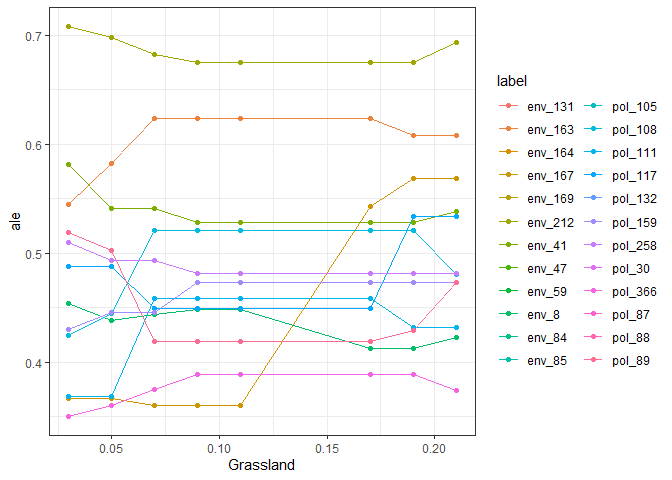 0.7
0.6
0.5
0.4
ale
0.05
0.10
0.15
0.20
Grassland
label
env_131
env_163
env_164
env_167
env_169
env_212
env_41
env_47
env_59
env_8
env_84
env_85
pol_105
pol_108
pol_111
pol_117
pol_132
pol_159
pol_258
pol_30
pol_366
pol_87
pol_88
pol_89